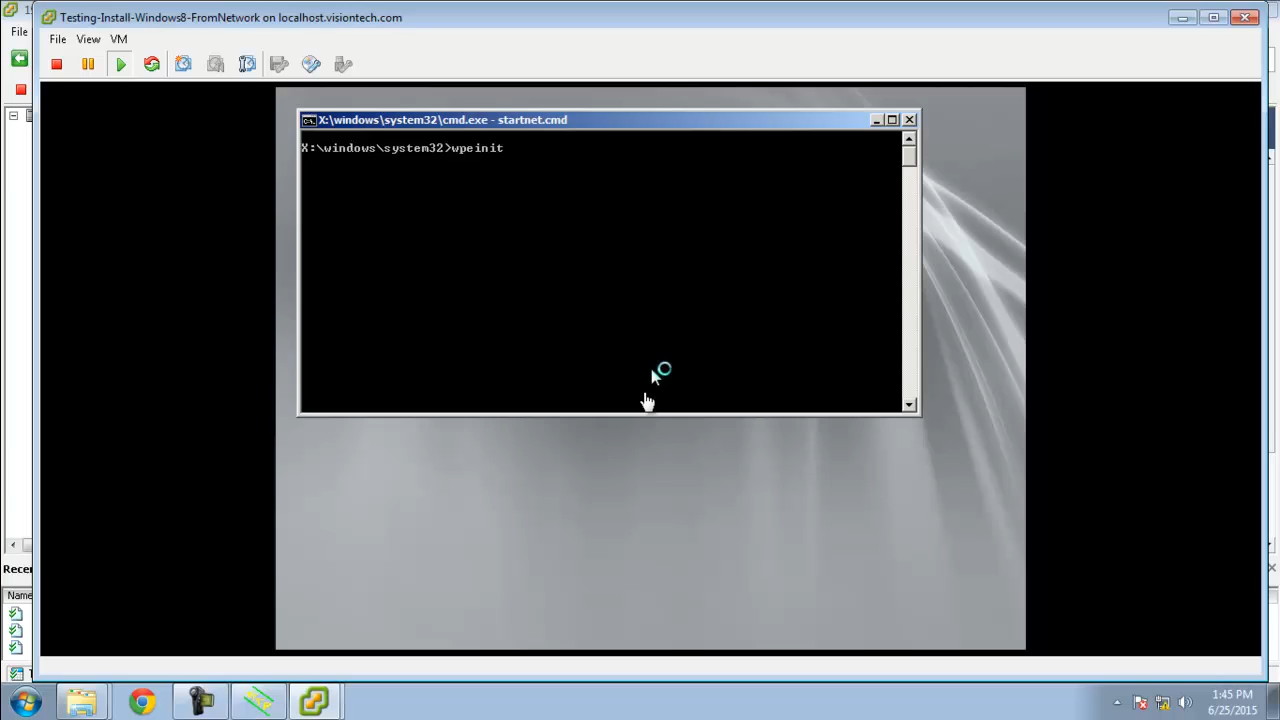 Testing-Install-Windows8-FromNetwork on localhost.visiontech.com
File View VM
File
X:\windows\system32\cmd.exe - startnet.cmd
X:\windows\system32>wpeinit
Recen
Name
1:45 PM
6/25/2015